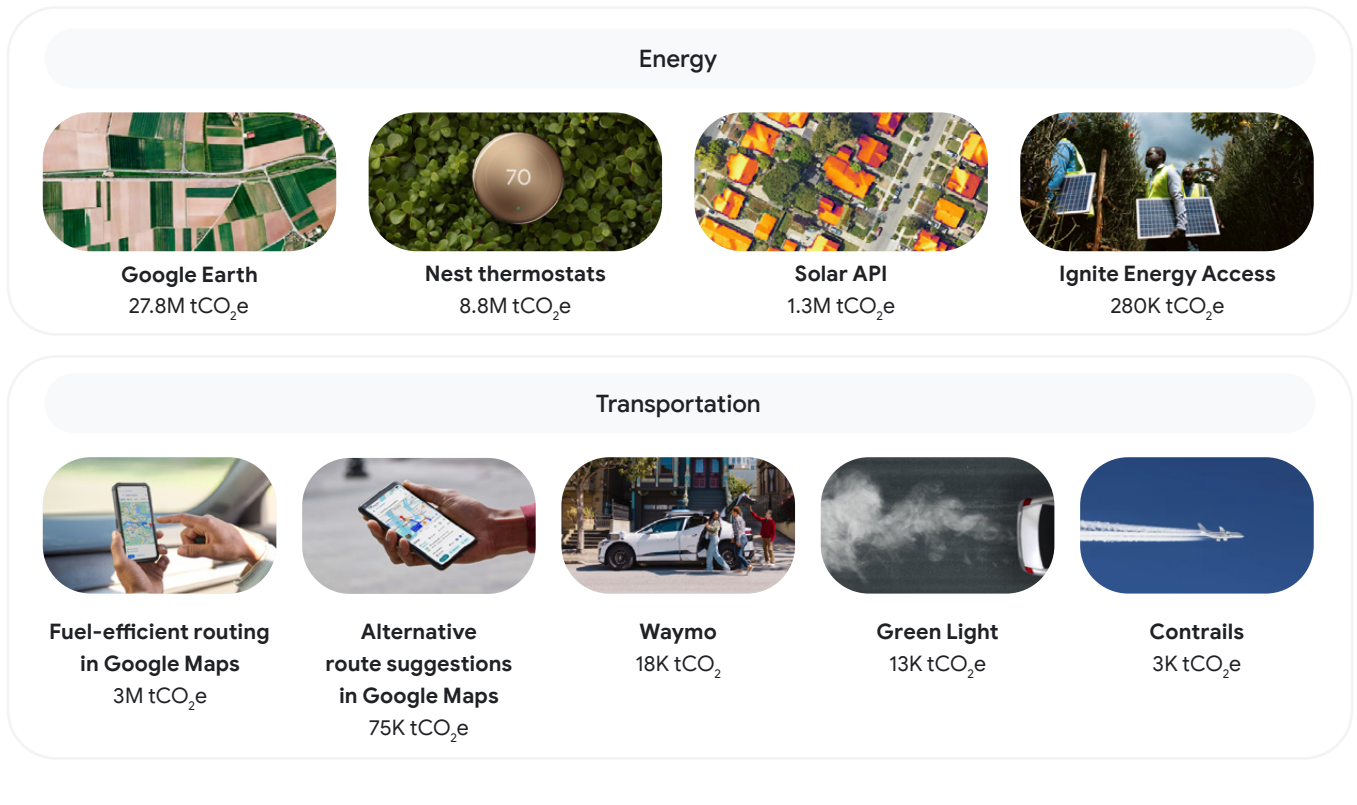 Energy
70
Google Earth
27.8M tCO₂e
Nest thermostats
8.8M tCO₂e
Solar API
1.3M tCO₂e
Ignite Energy Access
280K tCO₂e
Transportation
Fuel-efficient routing
in Google Maps
3M tCO₂e
Alternative
route suggestions
in Google Maps
75K tCO₂e
Waymo
18K tCO₂
Green Light
13K tCO₂e
Contrails
3K tCO₂e